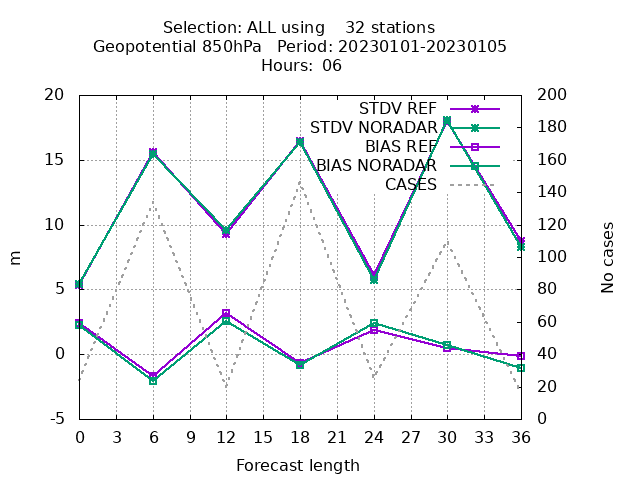 Selection: ALL using    32 stations
Geopotential 850hPa   Period: 20230101-20230105
Hours:  06
STDV REF
STDV NORADAR
BIAS REF
BIAS NORADAR
CASES
20
15
10
5
0
-5
m
200
180
160
140
120
100
80
60
40
20
0
No cases
0 3 6 9 12 15 18 21 24 27 30 33 36
Forecast length